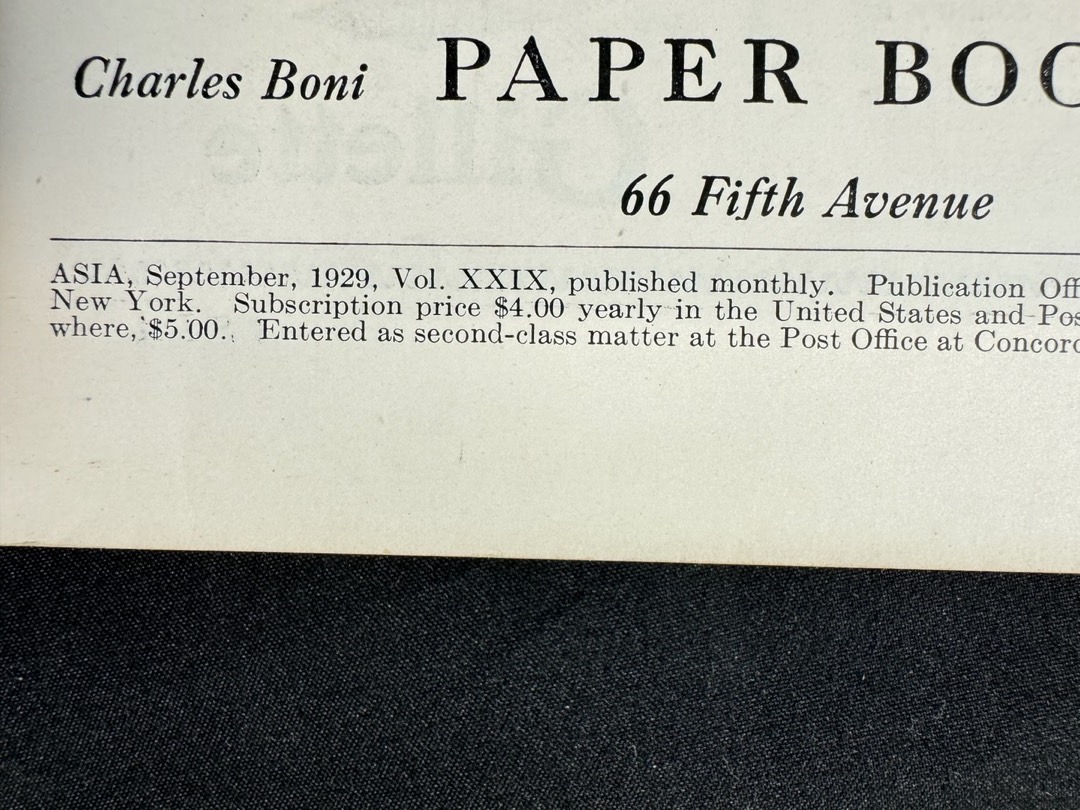 Charles Boni PAPER BOO
66 Fifth Avenue
ASIA, September, 1929, Vol. XXIX, published monthly. Publication Off
New York. Subscription price $4.00 yearly in the United States and Pos
where, $5.00. Entered as second-class matter at the Post Office at Concord